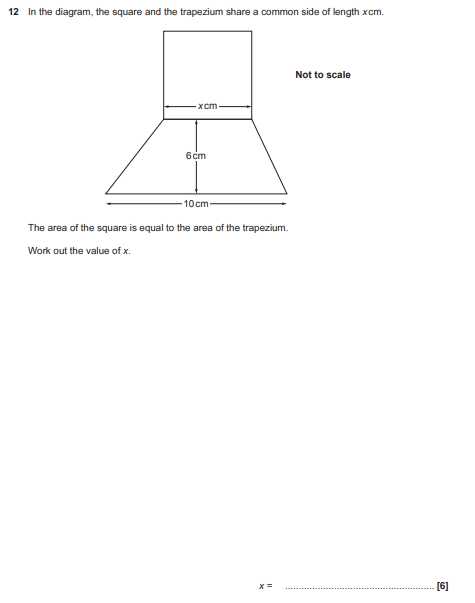 12 In the diagram, the square and the trapezium share a common side of length x cm.
Not to scale
x cm
6 cm
10 cm
The area of the square is equal to the area of the trapezium.
Work out the value of x.
x = ...................................................... [6]